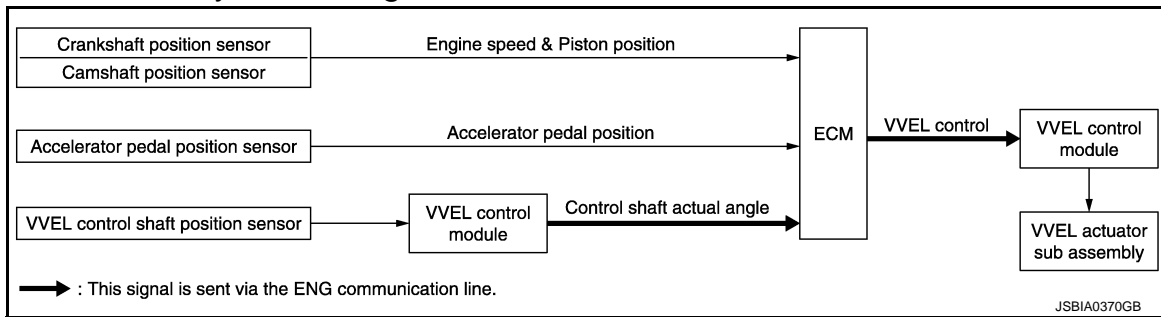 Crankshaft position sensor
Camshaft position sensor
Engine speed & Piston position
Accelerator pedal position sensor
Accelerator pedal position
VVEL control shaft position sensor
VVEL control
module
Control shaft actual angle
ECM
VVEL control
VVEL control
module
VVEL actuator
sub assembly
: This signal is sent via the ENG communication line.
JSBIA0370GB